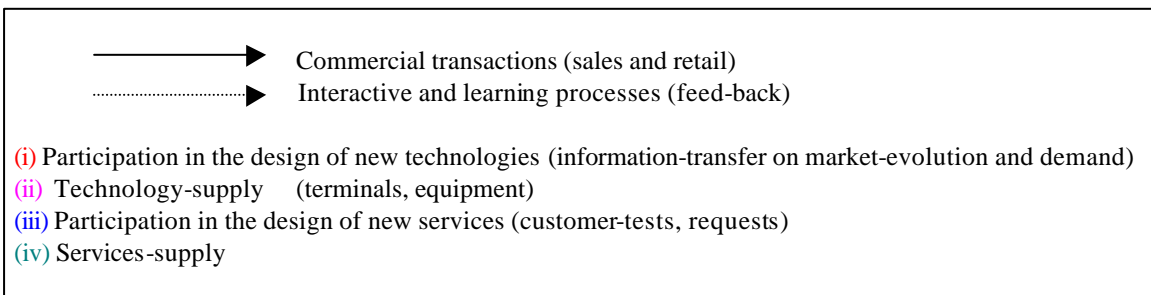 Commercial transactions (sales and retail)
Interactive and learning processes (feed-back)
(i) Participation in the design of new technologies (information-transfer on market-evolution and demand)
(ii) Technology-supply (terminals, equipment)
(iii) Participation in the design of new services (customer-tests, requests)
(iv) Services-supply